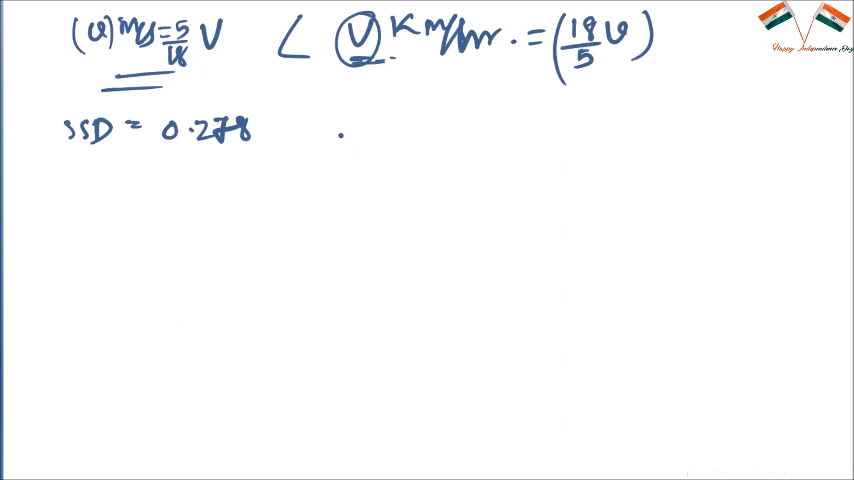 (v) m/s = 5/18 V < V Km/hr. = (18/5 v)
SSD = 0.278
Happy Independence Day